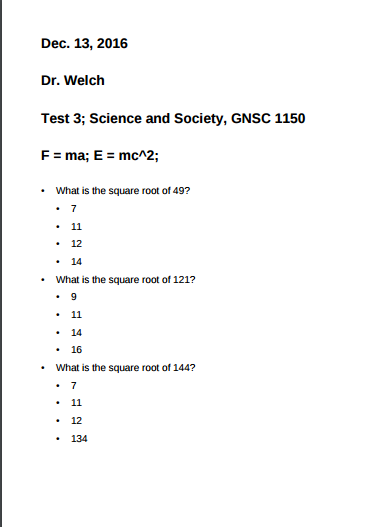 Dec. 13, 2016
Dr. Welch
Test 3; Science and Society, GNSC 1150
F = ma; E = mc^2;
• What is the square root of 49?
• 7
• 11
• 12
• 14
• What is the square root of 121?
• 9
• 11
• 14
• 16
• What is the square root of 144?
• 7
• 11
• 12
• 134